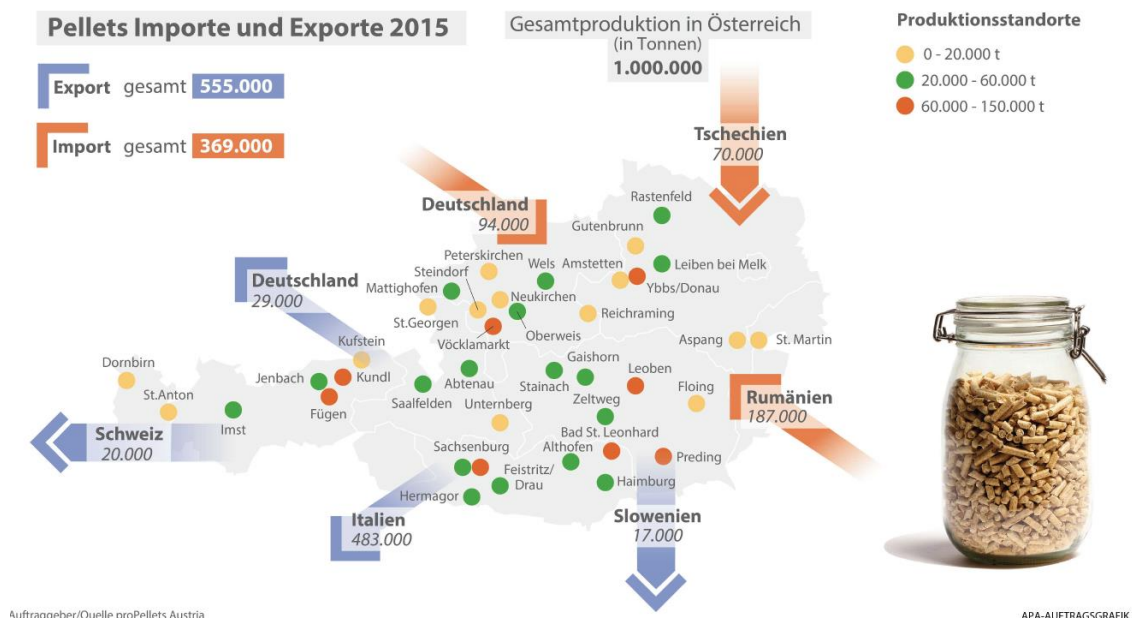 Pellets Importe und Exporte 2015
Export gesamt 555.000
Import gesamt 369.000
Gesamtproduktion in Österreich
(in Tonnen)
1.000.000
Produktionsstandorte
0 - 20.000 t
20.000 - 60.000 t
60.000 - 150.000 t
Tschechien
70.000
Deutschland
94.000
Deutschland
29.000
Rastenfeld
Gutenbrunn
Peterskirchen
Steindorf
Wels
Amstetten
Leiben bei Melk
Mattighofen
Neukirchen
Ybbs/Donau
St.Georgen
Oberweis
Reichraming
Vöcklamarkt
Kufstein
Aspang
St. Martin
Dornbirn
Jenbach
Kundl
Abtenau
Gaishorn
Stainach
Leoben
St.Anton
Fügen
Saalfelden
Zeltweg
Floing
Rumänien
187.000
Imst
Unternberg
Schweiz
20.000
Bad St. Leonhard
Sachsenburg
Althofen
Preding
Feistritz/
Drau
Haimburg
Hermagor
Italien
483.000
Slowenien
17.000
Auftraggeber/Quelle proPellets Austria
APA-AUFTRAGSGRAFIK